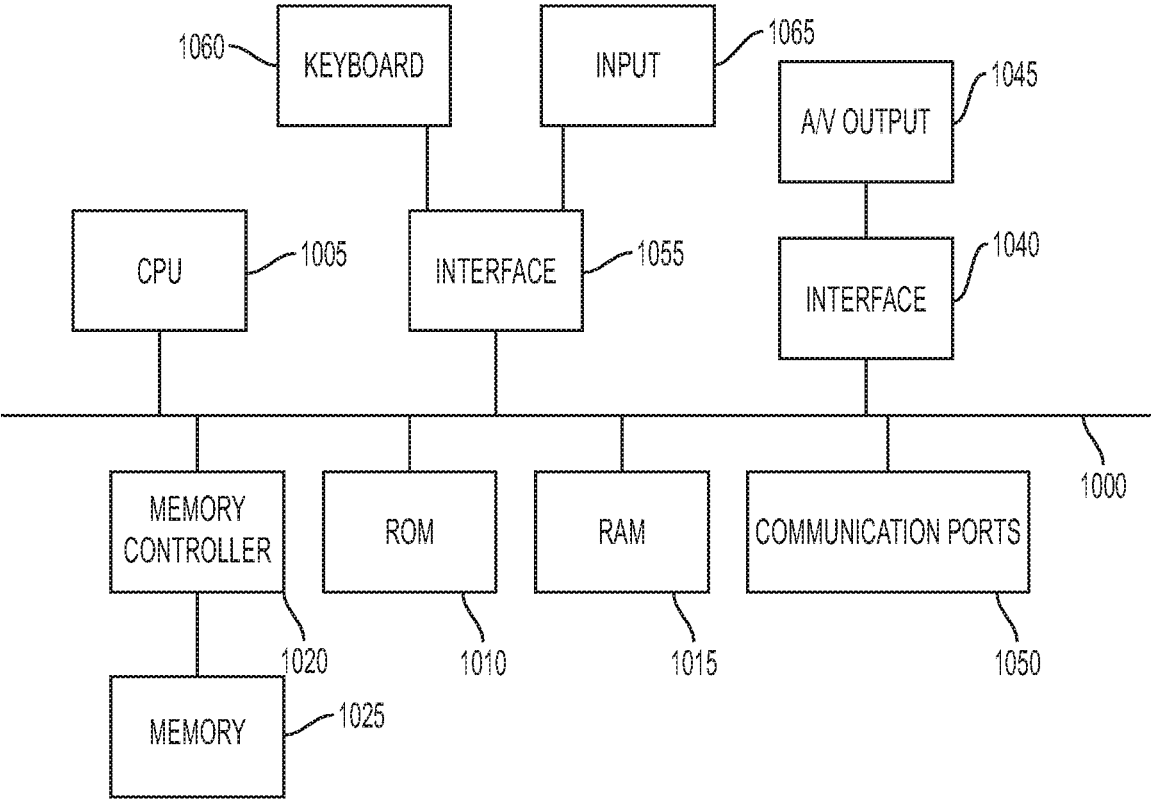 1060
KEYBOARD
INPUT
1065
A/V OUTPUT
1045
CPU
1005
INTERFACE
1055
INTERFACE
1040
1000
MEMORY
CONTROLLER
1020
ROM
1010
RAM
1015
COMMUNICATION PORTS
1050
MEMORY
1025